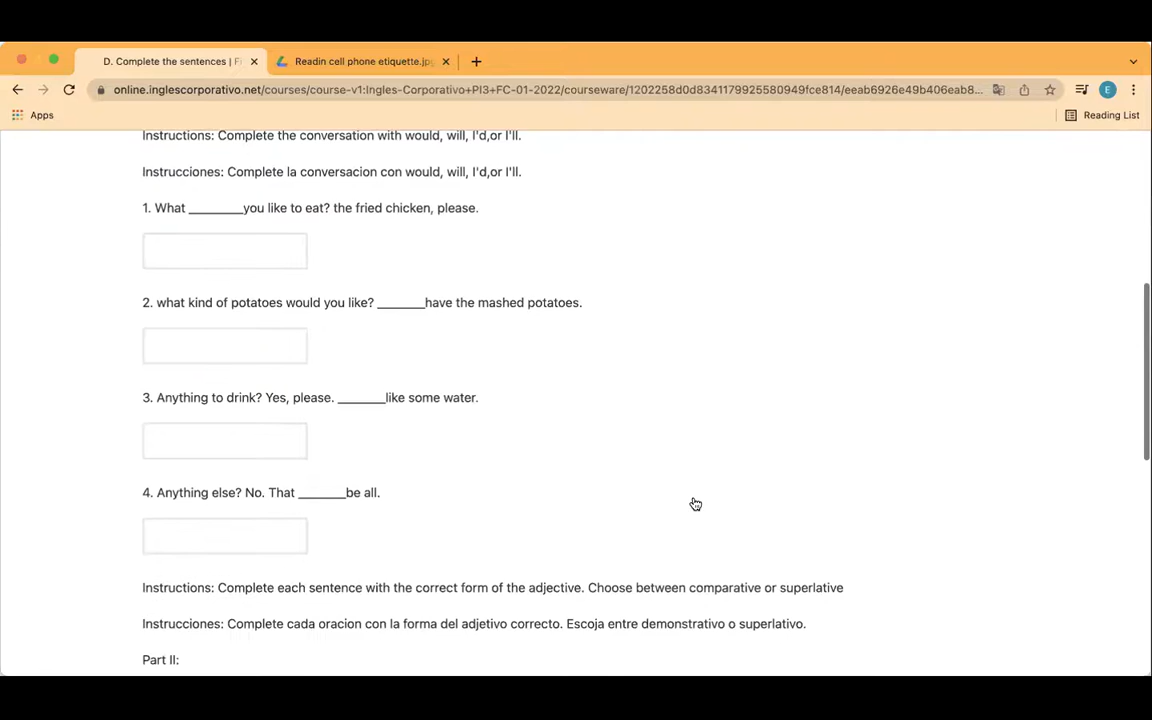 D. Complete the sentences | Fi
Readin cell phone etiquette.jpg
online.inglescorporativo.net/courses/course-v1:Ingles-Corporativo+PI3+FC-01-2022/courseware/1202258d0d8341179925580949fce814/eeab6926e49b406eab8...
E
Apps
Reading List
Instructions: Complete the conversation with would, will, I'd,or I'll.
Instrucciones: Complete la conversacion con would, will, I'd,or I'll.
1. What ________you like to eat? the fried chicken, please.
2. what kind of potatoes would you like? _______have the mashed potatoes.
3. Anything to drink? Yes, please. _______like some water.
4. Anything else? No. That _______be all.
Instructions: Complete each sentence with the correct form of the adjective. Choose between comparative or superlative
Instrucciones: Complete cada oracion con la forma del adjetivo correcto. Escoja entre demonstrativo o superlativo.
Part II: